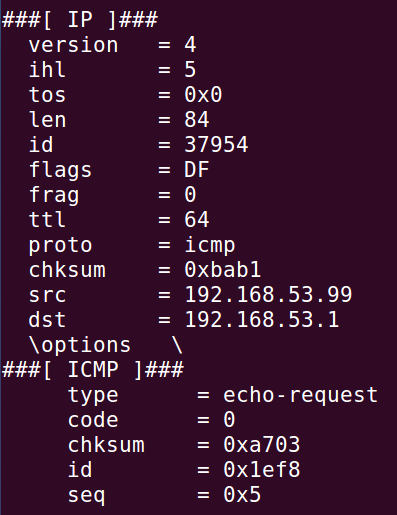 ###[ IP ]###
  version   = 4
  ihl       = 5
  tos       = 0x0
  len       = 84
  id        = 37954
  flags     = DF
  frag      = 0
  ttl       = 64
  proto     = icmp
  chksum    = 0xbab1
  src       = 192.168.53.99
  dst       = 192.168.53.1
  \options   \
###[ ICMP ]###
     type      = echo-request
     code      = 0
     chksum    = 0xa703
     id        = 0x1ef8
     seq       = 0x5